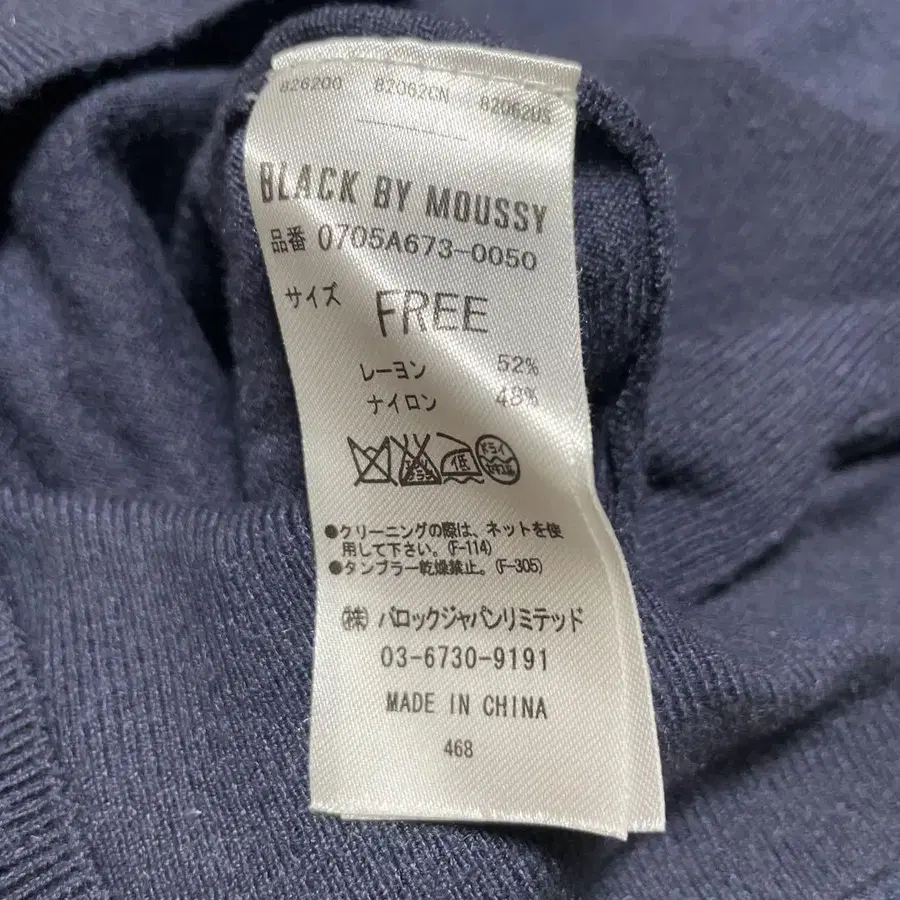 826200 82062CN 82062US
BLACK BY MOUSSY
品番 0705A673-0050
サイズ FREE
レーヨン 52%
ナイロン 48%
低 ドライ
●クリーニングの際は、ネットを使
用して下さい。(F-114)
●タンブラー乾燥禁止。(F-305)
㈱ バロックジャパンリミテッド
03-6730-9191
MADE IN CHINA
468